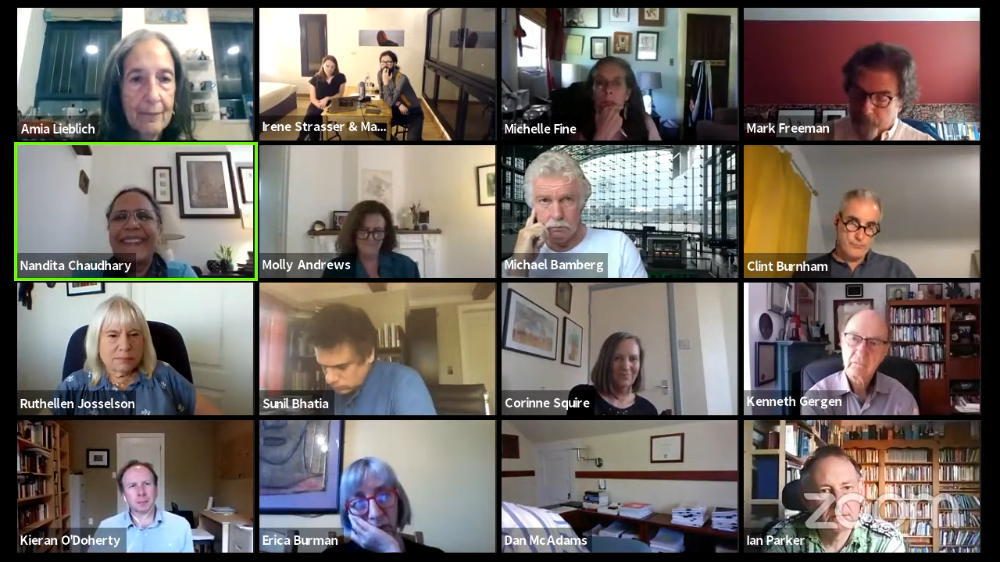 Amia Lieblich
Irene Strasser & Ma...
Michelle Fine
Mark Freeman
Nandita Chaudhary
Molly Andrews
Michael Bamberg
Clint Burnham
Ruthellen Josselson
Sunil Bhatia
Corinne Squire
Kenneth Gergen
Kieran O'Doherty
Erica Burman
Dan McAdams
Ian Parker
zoom